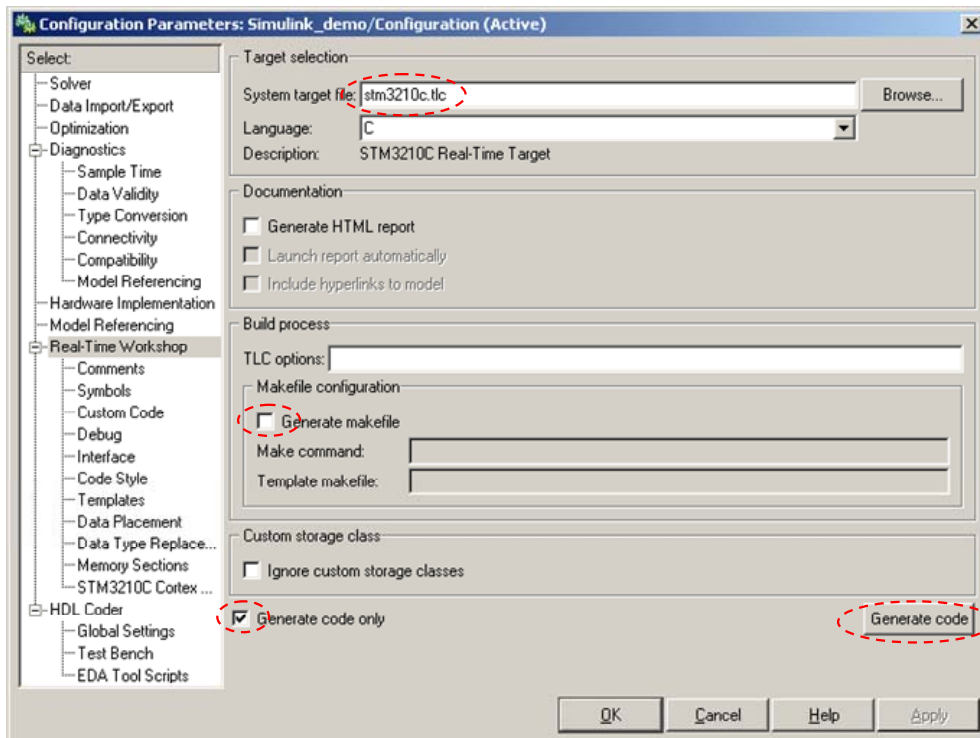 Configuration Parameters: Simulink_demo/Configuration (Active)
Select:
Solver
Data Import/Export
Optimization
Diagnostics
Sample Time
Data Validity
Type Conversion
Connectivity
Compatibility
Model Referencing
Hardware Implementation
Model Referencing
Real-Time Workshop
Comments
Symbols
Custom Code
Debug
Interface
Code Style
Templates
Data Placement
Data Type Replace...
Memory Sections
STM3210C Cortex ...
HDL Coder
Global Settings
Test Bench
EDA Tool Scripts
Target selection
System target file: stm3210c.tlc Browse...
Language: C
Description: STM3210C Real-Time Target
Documentation
Generate HTML report
Launch report automatically
Include hyperlinks to model
Build process
TLC options:
Makefile configuration
Generate makefile
Make command:
Template makefile:
Custom storage class
Ignore custom storage classes
Generate code only Generate code
OK Cancel Help Apply